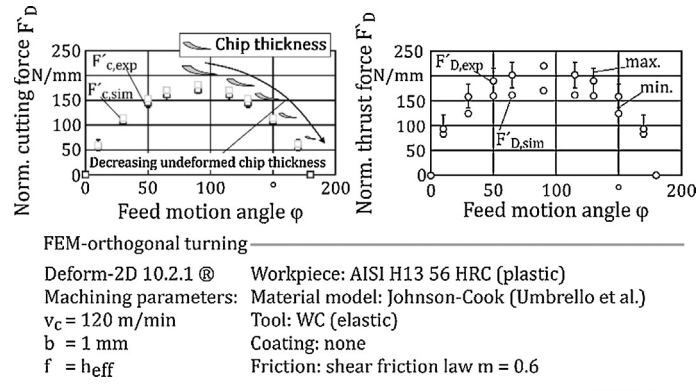 Norm. cutting force F`D
250
N/mm
150
100
50
0
0
50
100
°
200
Feed motion angle φ
F´c,exp
F´c,sim
Chip thickness
Decreasing undeformed chip thickness
Norm. thrust force F`D
250
N/mm
150
100
50
0
0
50
100
°
200
Feed motion angle φ
F´D,exp
F´D,sim
max.
min.
FEM-orthogonal turning
Deform-2D 10.2.1 ® Workpiece: AISI H13 56 HRC (plastic)
Machining parameters: Material model: Johnson-Cook (Umbrello et al.)
vc = 120 m/min Tool: WC (elastic)
b = 1 mm Coating: none
f = heff Friction: shear friction law m = 0.6